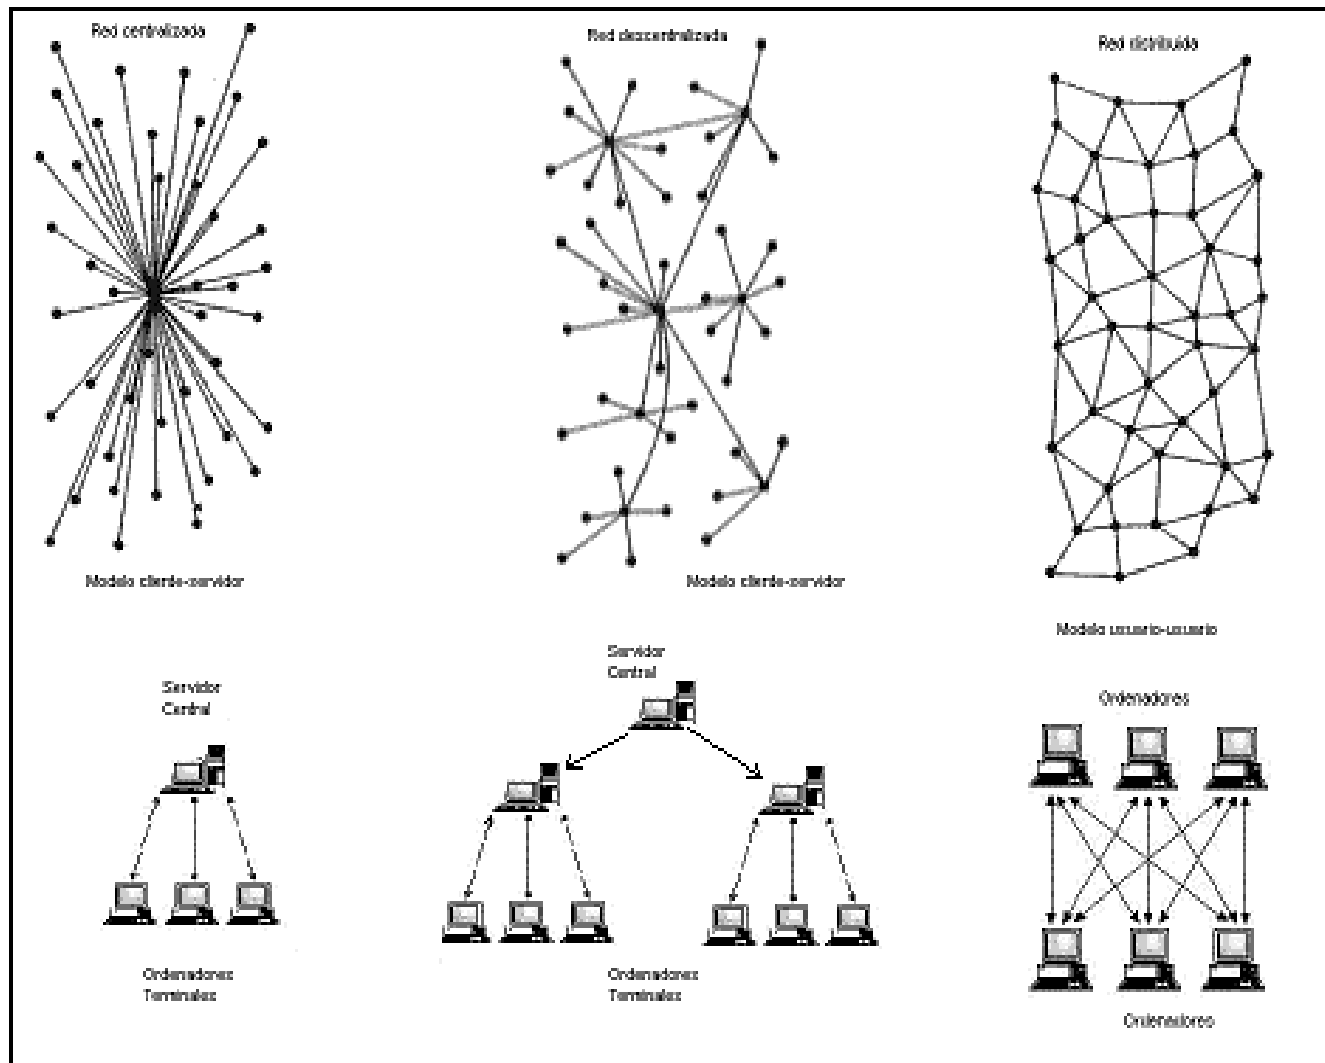 Red centralizada
Red descentralizada
Red distribuida
Modelo cliente-servidor
Modelo cliente-servidor
Modelo usuario-usuario
Servidor
Central
Servidor
Central
Ordenadores
Ordenadores
Terminales
Ordenadores
Terminales
Ordenadores